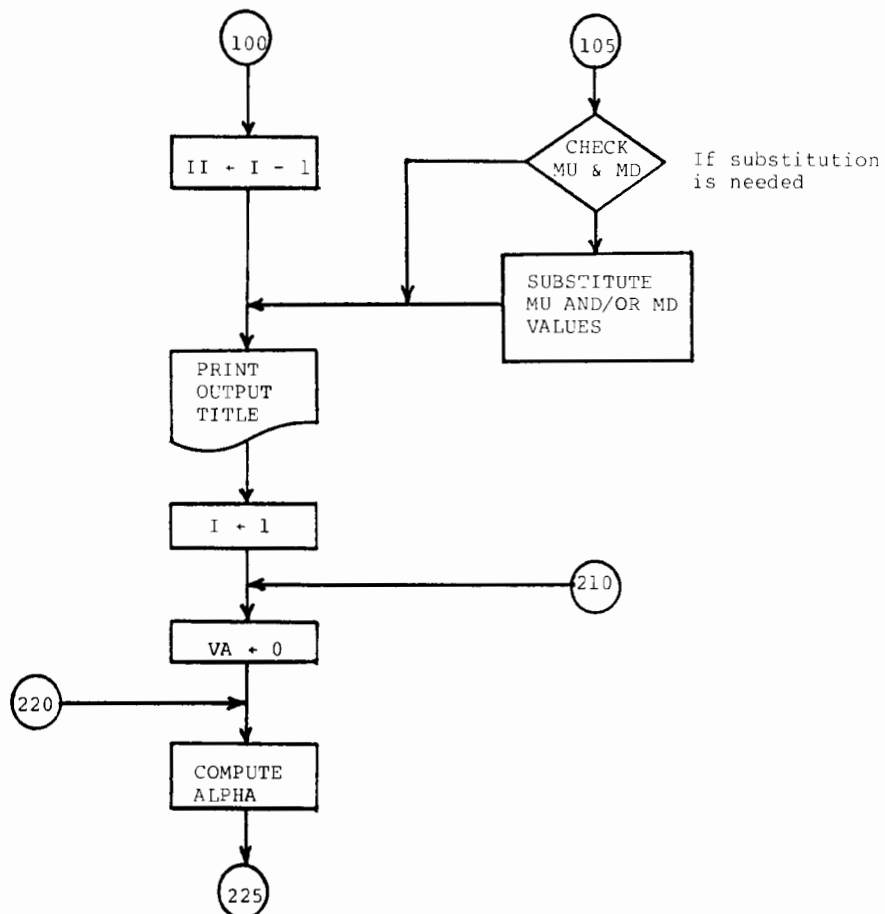 100
105
CHECK
MU & MD
If substitution
is needed
II ← I - 1
SUBSTITUTE
MU AND/OR MD
VALUES
PRINT
OUTPUT
TITLE
I ← 1
210
VA ← 0
220
COMPUTE
ALPHA
225